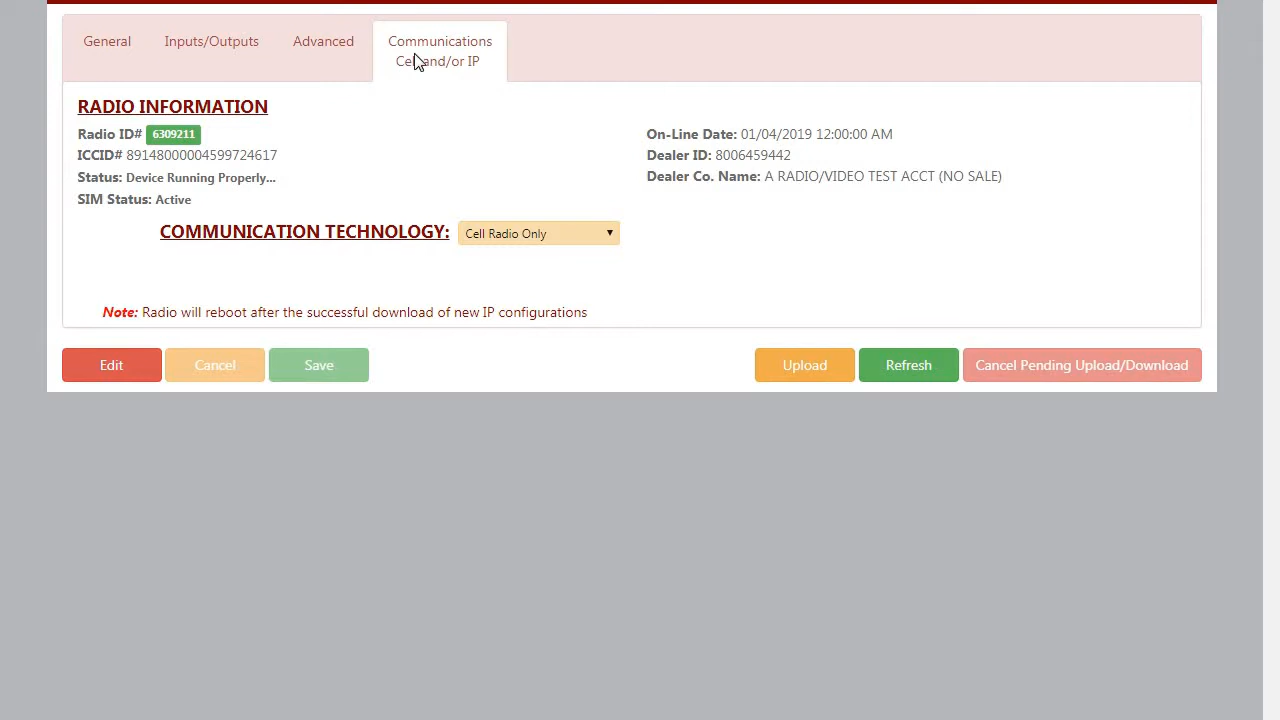 General
Inputs/Outputs
Advanced
Communications
Cell and/or IP
RADIO INFORMATION
Radio ID# 6309211
ICCID# 89148000004599724617
Status: Device Running Properly...
SIM Status: Active
On-Line Date: 01/04/2019 12:00:00 AM
Dealer ID: 8006459442
Dealer Co. Name: A RADIO/VIDEO TEST ACCT (NO SALE)
COMMUNICATION TECHNOLOGY: Cell Radio Only
Note: Radio will reboot after the successful download of new IP configurations
Edit
Cancel
Save
Upload
Refresh
Cancel Pending Upload/Download